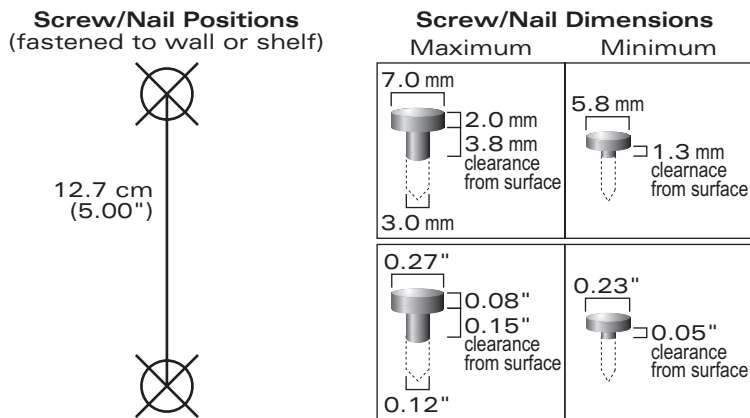 Screw/Nail Positions
(fastened to wall or shelf)
12.7 cm
(5.00")
Screw/Nail Dimensions
Maximum
Minimum
7.0 mm
2.0 mm
3.8 mm
clearance
from surface
3.0 mm
5.8 mm
1.3 mm
clearnace
from surface
0.27"
0.08"
0.15"
clearance
from surface
0.12"
0.23"
0.05"
clearance
from surface